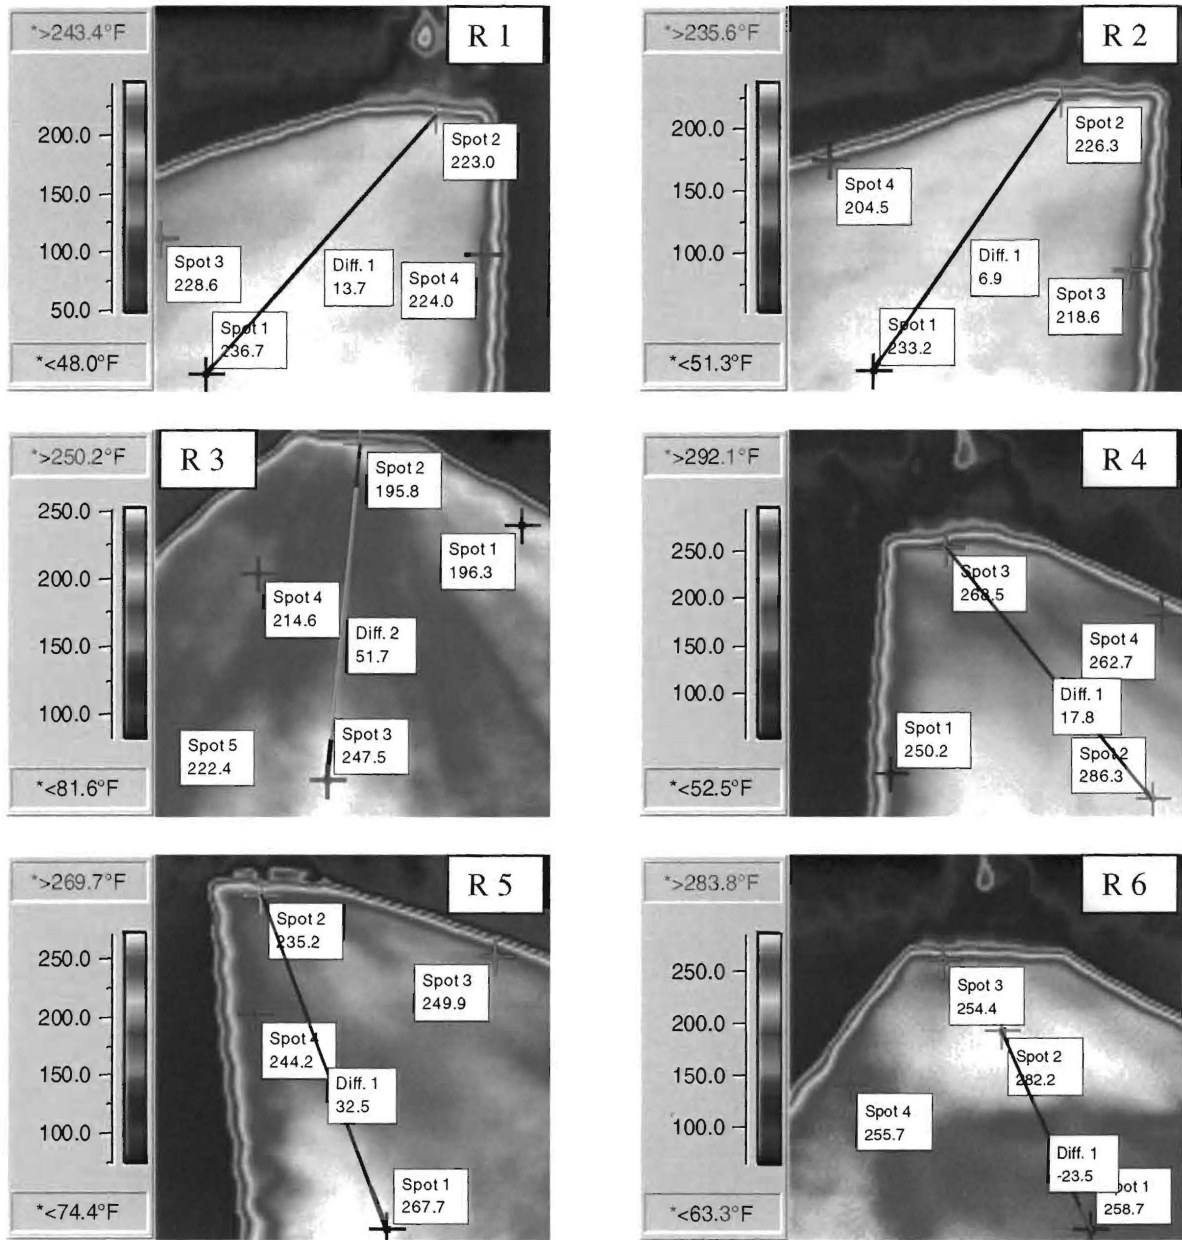 *>243.4°F
R 1
200.0
150.0
100.0
50.0
*<48.0°F
Spot 2
223.0
Spot 3
228.6
Diff. 1
13.7
Spot 4
224.0
Spot 1
236.7
*>235.6°F
R 2
200.0
150.0
100.0
*<51.3°F
Spot 2
226.3
Spot 4
204.5
Diff. 1
6.9
Spot 3
218.6
Spot 1
233.2
*>250.2°F
R 3
250.0
200.0
150.0
100.0
*<81.6°F
Spot 2
195.8
Spot 1
196.3
Spot 4
214.6
Diff. 2
51.7
Spot 5
222.4
Spot 3
247.5
*>292.1°F
R 4
250.0
200.0
150.0
100.0
*<52.5°F
Spot 3
268.5
Spot 4
262.7
Diff. 1
17.8
Spot 1
250.2
Spot 2
286.3
*>269.7°F
R 5
250.0
200.0
150.0
100.0
*<74.4°F
Spot 2
235.2
Spot 3
249.9
Spot 4
244.2
Diff. 1
32.5
Spot 1
267.7
*>283.8°F
R 6
250.0
200.0
150.0
100.0
*<63.3°F
Spot 3
254.4
Spot 2
282.2
Spot 4
255.7
Diff. 1
-23.5
Spot 1
258.7